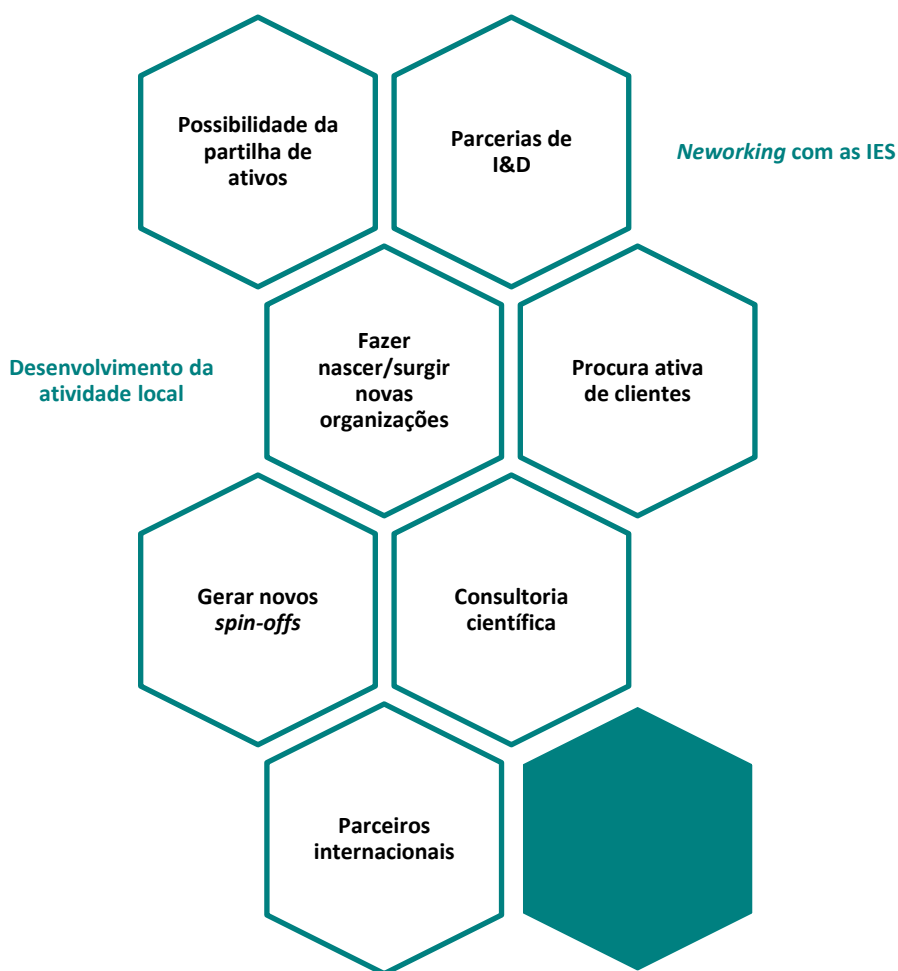 Possibilidade da
partilha de
ativos
Parcerias de
I&D
Neworking com as IES
Desenvolvimento da
atividade local
Fazer
nascer/surgir
novas
organizações
Procura ativa
de clientes
Gerar novos
spin-offs
Consultoria
científica
Parceiros
internacionais